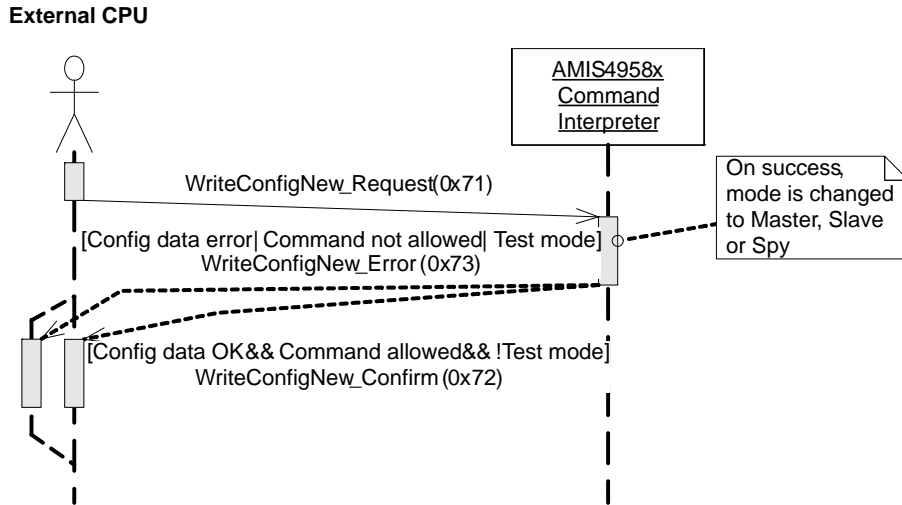 External CPU
AMIS4958x
Command
Interpreter
On success,
mode is changed
to Master, Slave
or Spy
WriteConfigNew_Request(0x71)
[Config data error| Command not allowed| Test mode]
WriteConfigNew_Error (0x73)
[Config data OK&& Command allowed&& !Test mode]
WriteConfigNew_Confirm (0x72)